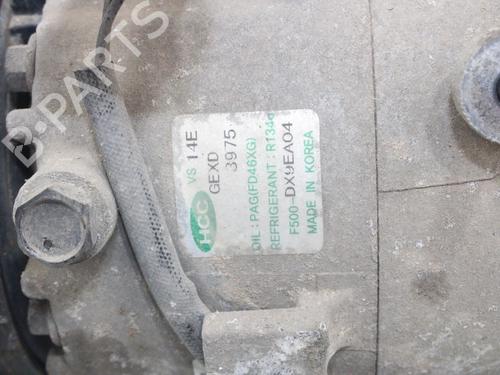 HCC
VS 14E
GEXD
3975
OIL : PAG(FD46XG)
REFRIGERANT : R134a
F500-DX9EA04
MADE IN KOREA
B-PARTS